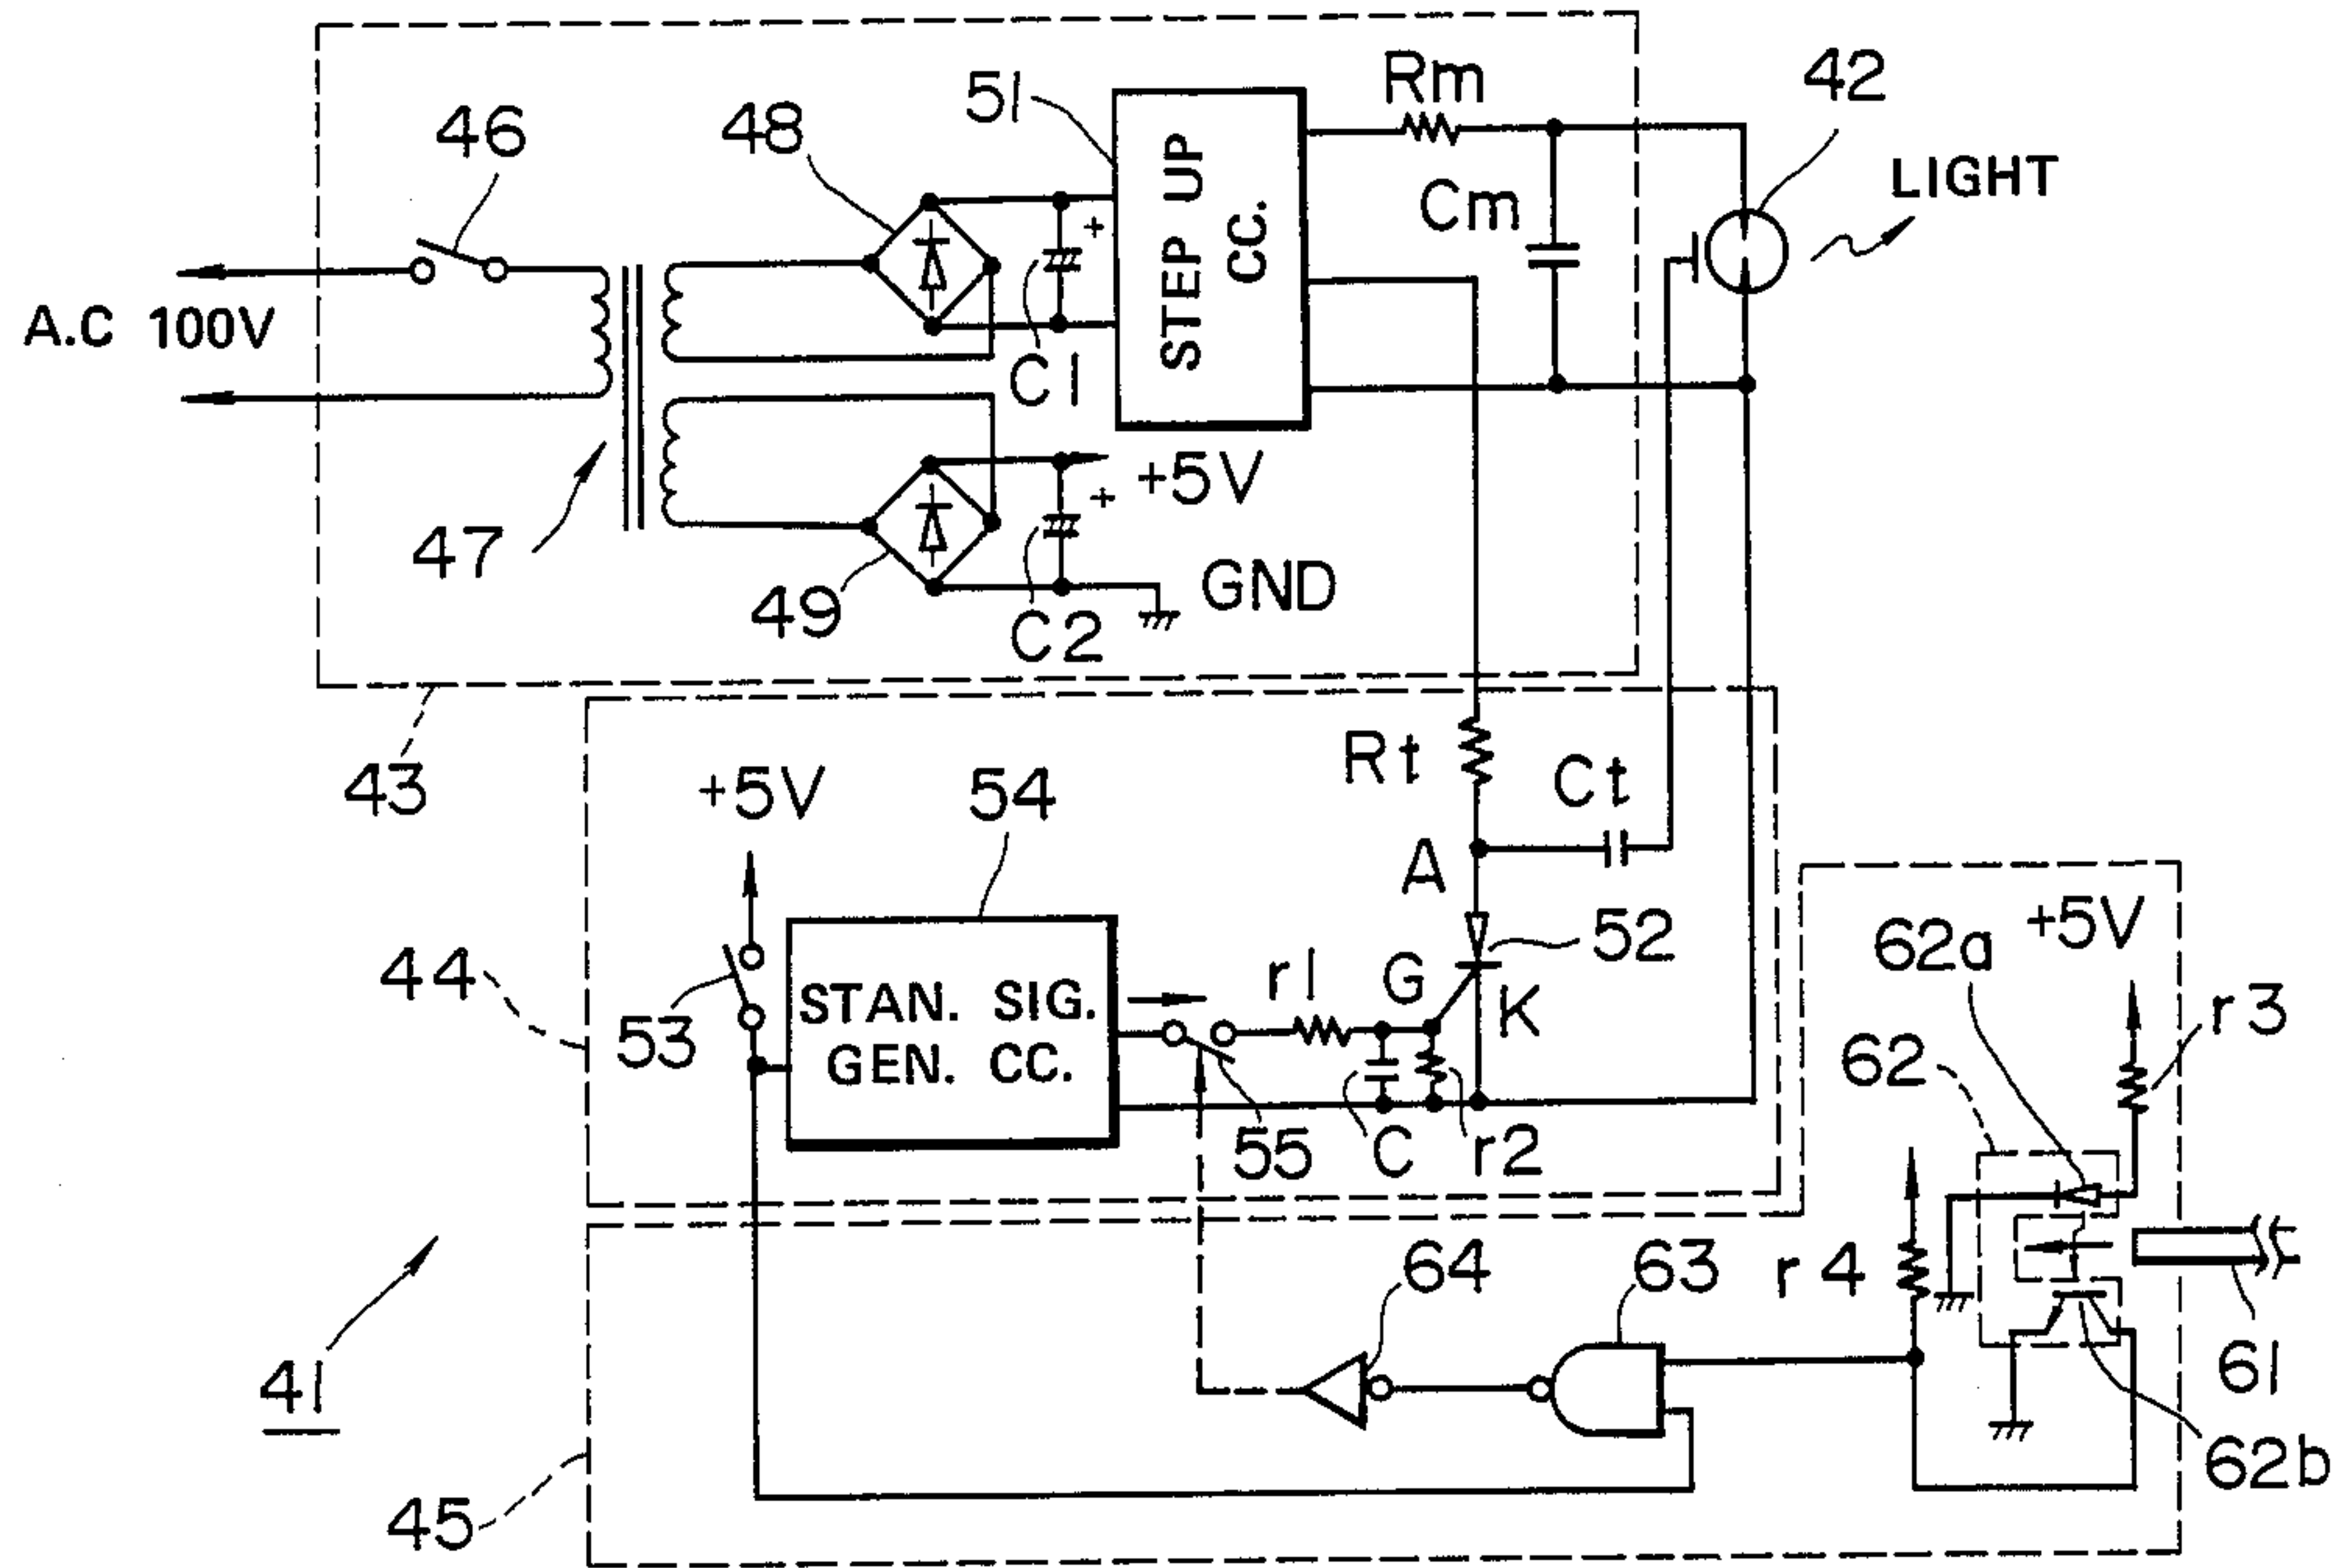 51
Rm
42
46
48
LIGHT
STEP UP
CC.
Cm
+
A.C 100V
C1
+5V
+
47
49
C2
GND
43
Rt
Ct
+5V
54
A
44
53
STAN. SIG.
GEN. CC.
r1
G
52
K
62a
+5V
r3
62
55
C
r2
64
63
r4
41
61
45
62b